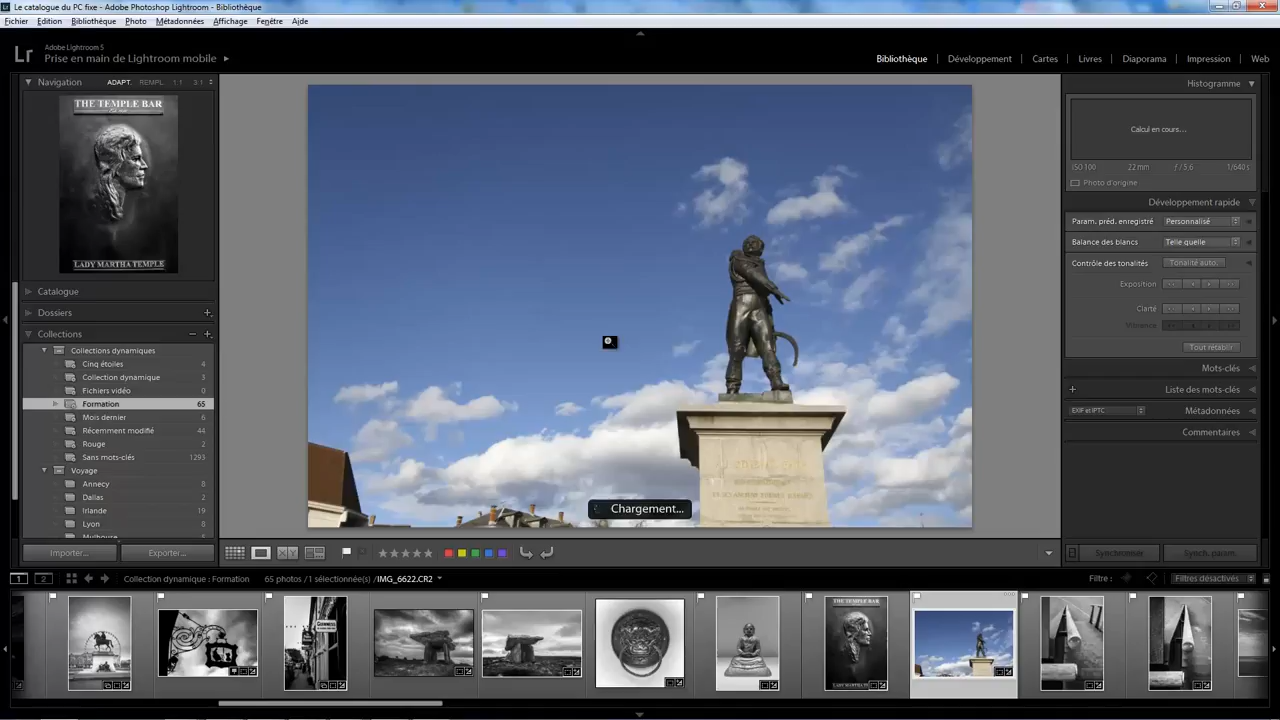 Le catalogue du PC fixe - Adobe Photoshop Lightroom - Bibliothèque
Fichier Edition Bibliothèque Photo Métadonnées Affichage Fenêtre Aide
Lr
Adobe Lightroom 5
Prise en main de Lightroom mobile
Bibliothèque Développement Cartes Livres Diaporama Impression Web
Navigation ADAPT. REMPL. 1:1 3:1
THE TEMPLE BAR
LADY MARTHA TEMPLE
Catalogue
Dossiers
Collections
Collections dynamiques
Cinq étoiles 4
Collection dynamique 3
Fichiers vidéo 0
Formation 65
Mois dernier 6
Récemment modifié 44
Rouge 2
Sans mots-clés 1293
Voyage
Annecy 8
Dallas 2
Irlande 19
Lyon 8
Importer... Exporter...
Chargement...
Histogramme
Calcul en cours...
ISO 100 22 mm f / 5,6 1/640 s
Photo d'origine
Développement rapide
Param. préd. enregistré Personnalisé
Balance des blancs Telle quelle
Contrôle des tonalités Tonalité auto.
Exposition
Clarté
Vibrance
Tout rétablir
Mots-clés
Liste des mots-clés
EXIF et IPTC Métadonnées
Commentaires
Synchroniser Synch. param.
1 2 Collection dynamique : Formation 65 photos / 1 sélectionnée(s) / IMG_6622.CR2 Filtre : Filtres désactivés
GUINNESS
THE TEMPLE BAR